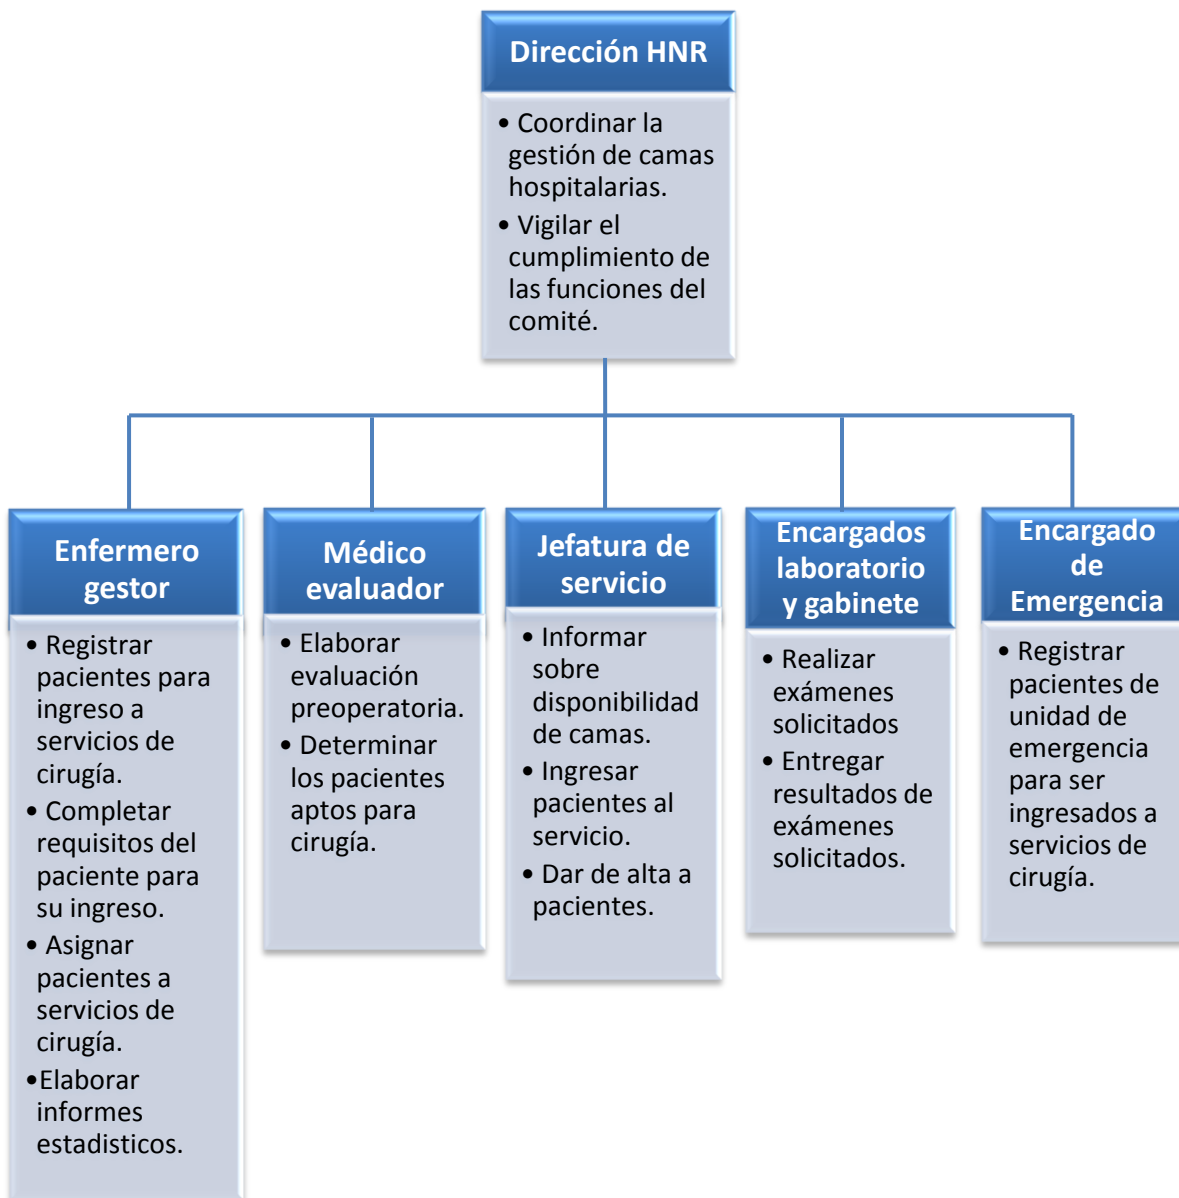 Dirección HNR
• Coordinar la
gestión de camas
hospitalarias.
• Vigilar el
cumplimiento de
las funciones del
comité.
Enfermero
gestor
• Registrar
pacientes para
ingreso a
servicios de
cirugía.
• Completar
requisitos del
paciente para
su ingreso.
• Asignar
pacientes a
servicios de
cirugía.
•Elaborar
informes
estadisticos.
Médico
evaluador
• Elaborar
evaluación
preoperatoria.
• Determinar
los pacientes
aptos para
cirugía.
Jefatura de
servicio
• Informar
sobre
disponibilidad
de camas.
• Ingresar
pacientes al
servicio.
• Dar de alta a
pacientes.
Encargados
laboratorio
y gabinete
• Realizar
exámenes
solicitados
• Entregar
resultados de
exámenes
solicitados.
Encargado
de
Emergencia
• Registrar
pacientes de
unidad de
emergencia
para ser
ingresados a
servicios de
cirugía.